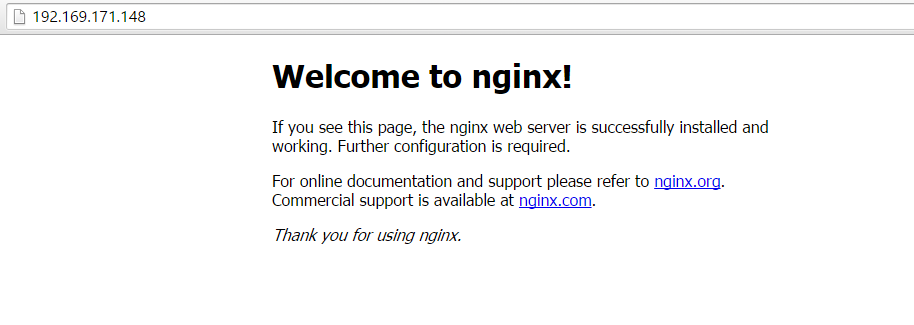 192.169.171.148
Welcome to nginx!
If you see this page, the nginx web server is successfully installed and
working. Further configuration is required.
For online documentation and support please refer to nginx.org.
Commercial support is available at nginx.com.
Thank you for using nginx.